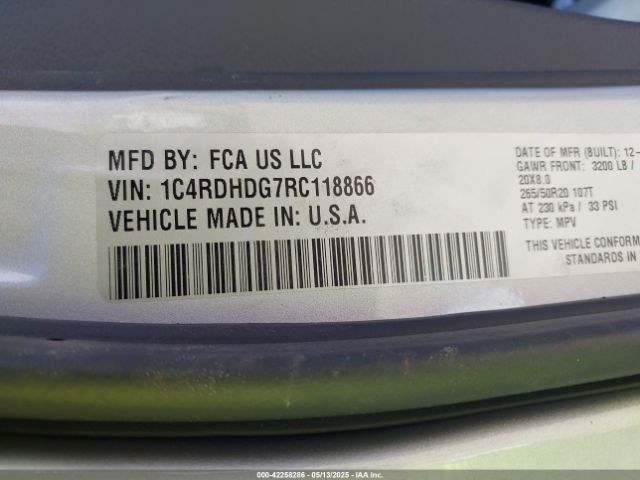 MFD BY: FCA US LLC
VIN: 1C4RDHDG7RC118866
VEHICLE MADE IN: U.S.A.
DATE OF MFR (BUILT): 12-
GAWR FRONT: 3200 LB /
20X8.0
265/50R20 107T
AT 230 kPa / 33 PSI
TYPE: MPV
THIS VEHICLE CONFORM
STANDARDS IN
000-42258286 - 05/13/2025 - IAA Inc.